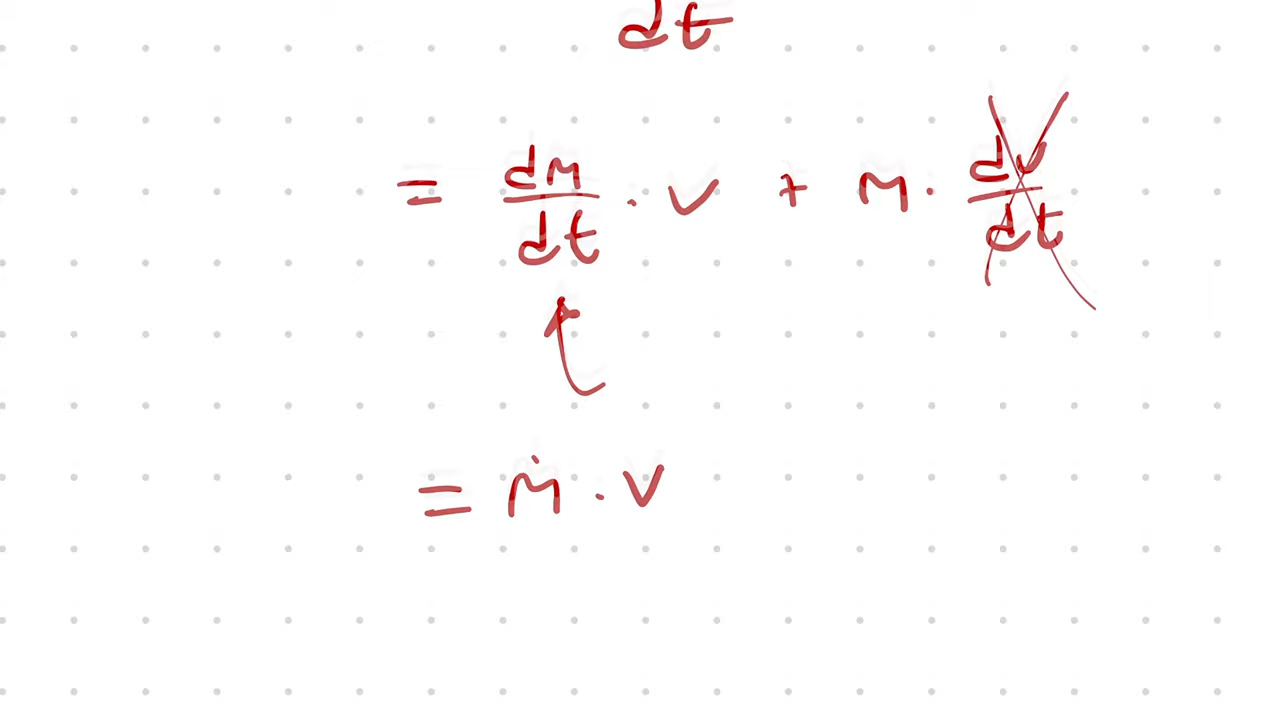 dt
= dm/dt · v + m · dv/dt
= ṁ · v